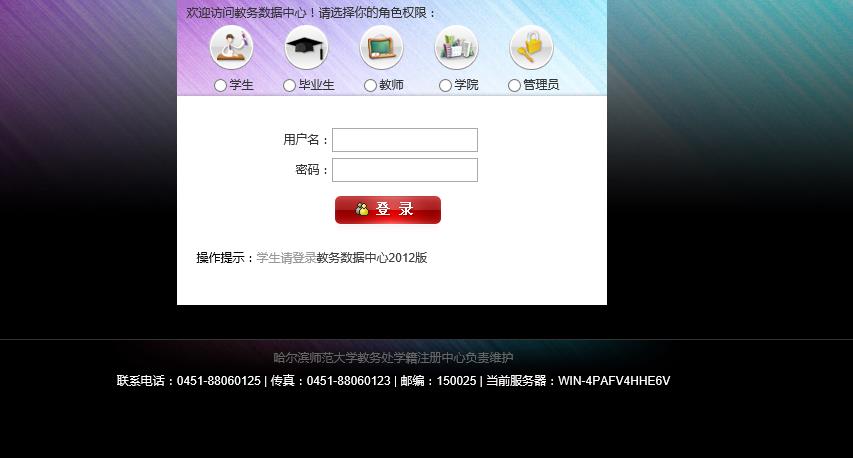 欢迎访问教务数据中心！请选择你的角色权限：
学生 毕业生 教师 学院 管理员
用户名：
密码：
登 录
操作提示：学生请登录教务数据中心2012版
哈尔滨师范大学教务处学籍注册中心负责维护
联系电话：0451-88060125 | 传真：0451-88060123 | 邮编：150025 | 当前服务器：WIN-4PAFV4HHE6V